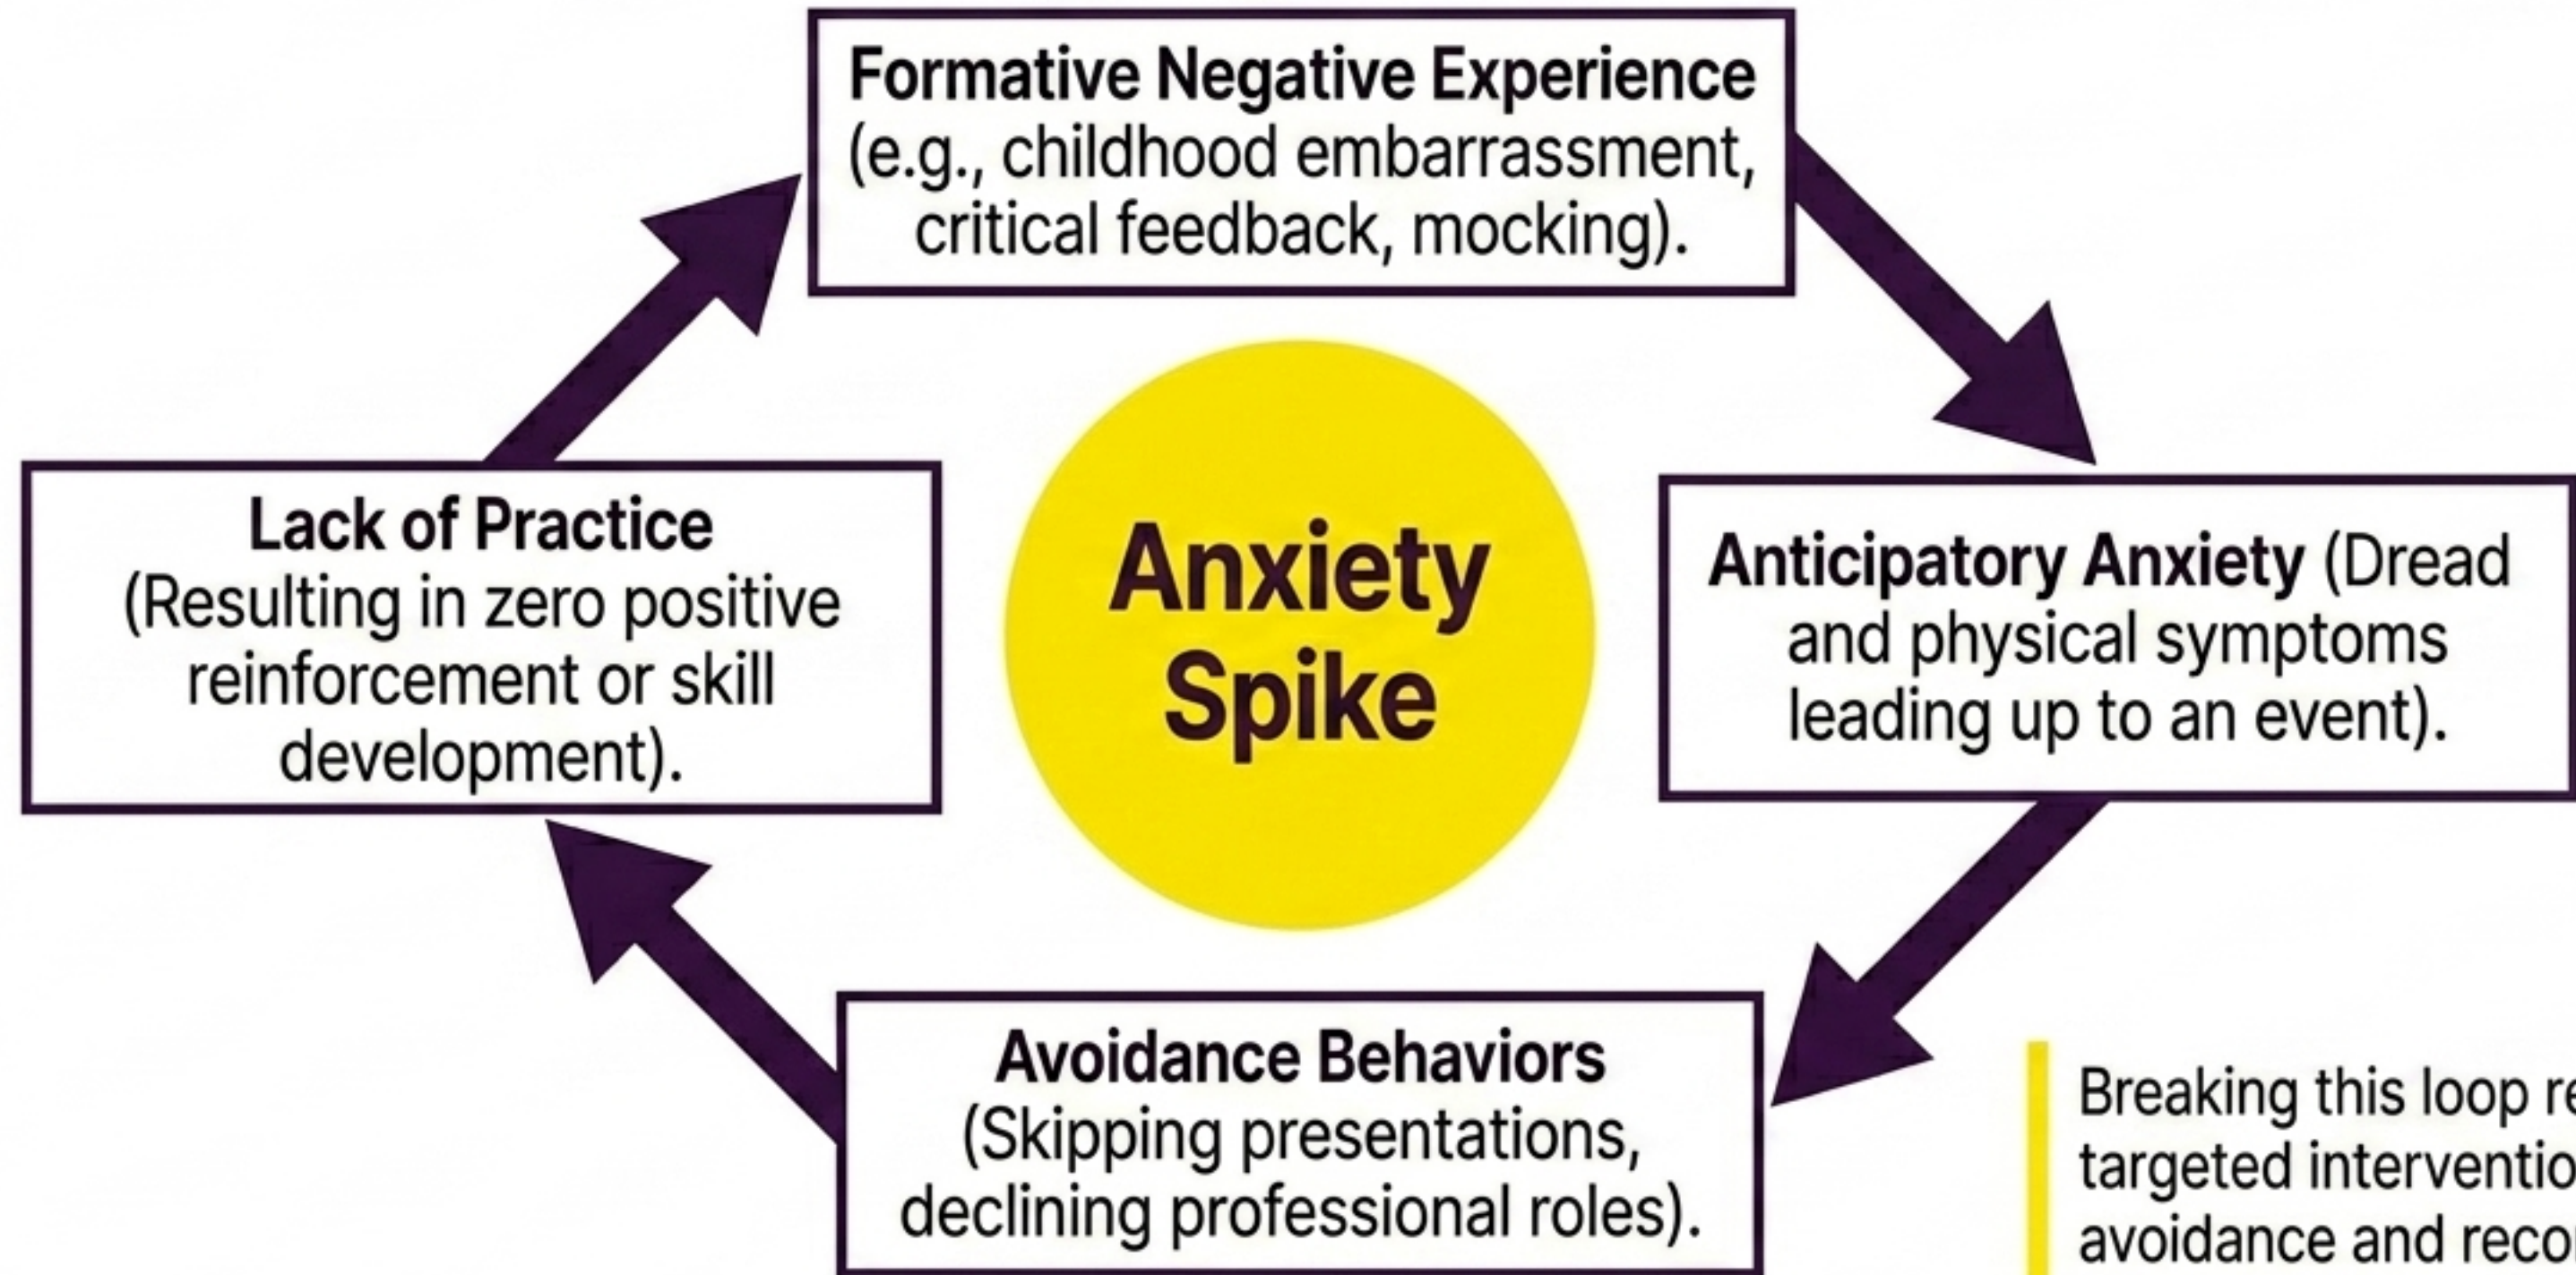 Formative Negative Experience
(e.g., childhood embarrassment,
critical feedback, mocking).
Anticipatory Anxiety (Dread
and physical symptoms
leading up to an event).
Avoidance Behaviors
(Skipping presentations,
declining professional roles).
Lack of Practice
(Resulting in zero positive
reinforcement or skill
development).
Anxiety
Spike
Breaking this loop
targeted
avoidance and